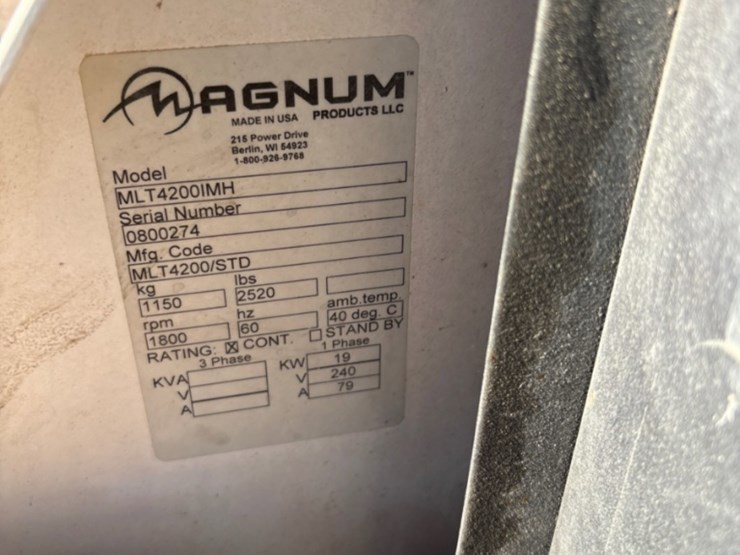 MAGNUM™
MADE IN USA PRODUCTS LLC
215 Power Drive
Berlin, WI 54923
1-800-926-9768
Model
MLT4200IMH
Serial Number
0800274
Mfg. Code
MLT4200/STD
kg lbs
1150 2520
rpm hz amb.temp.
1800 60 40 deg. C
RATING: ☒ CONT. ☐ STAND BY
3 Phase 1 Phase
KVA KW 19
V V 240
A A 79